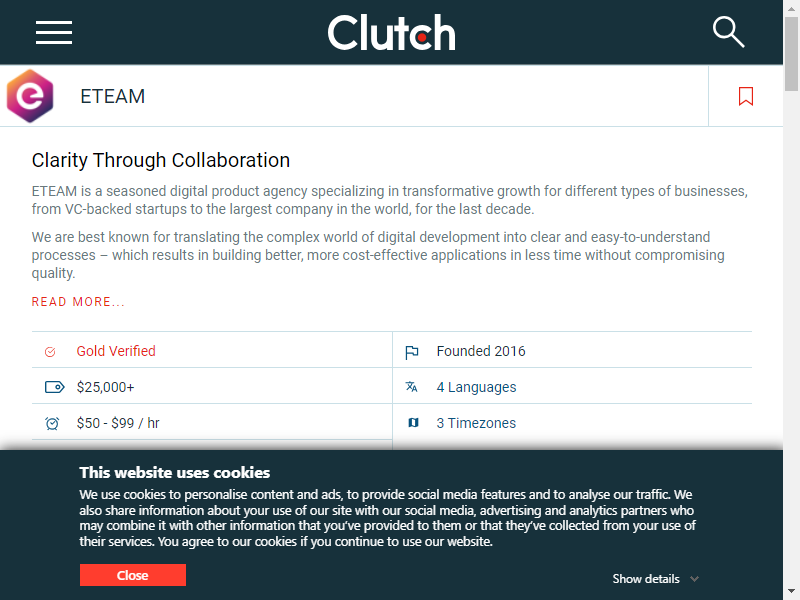 Clutch
ETEAM
Clarity Through Collaboration
ETEAM is a seasoned digital product agency specializing in transformative growth for different types of businesses,
from VC-backed startups to the largest company in the world, for the last decade.
We are best known for translating the complex world of digital development into clear and easy-to-understand
processes – which results in building better, more cost-effective applications in less time without compromising
quality.
READ MORE...
Gold Verified
Founded 2016
$25,000+
4 Languages
$50 - $99 / hr
3 Timezones
This website uses cookies
We use cookies to personalise content and ads, to provide social media features and to analyse our traffic. We
also share information about your use of our site with our social media, advertising and analytics partners who
may combine it with other information that you've provided to them or that they've collected from your use of
their services. You agree to our cookies if you continue to use our website.
Close
Show details